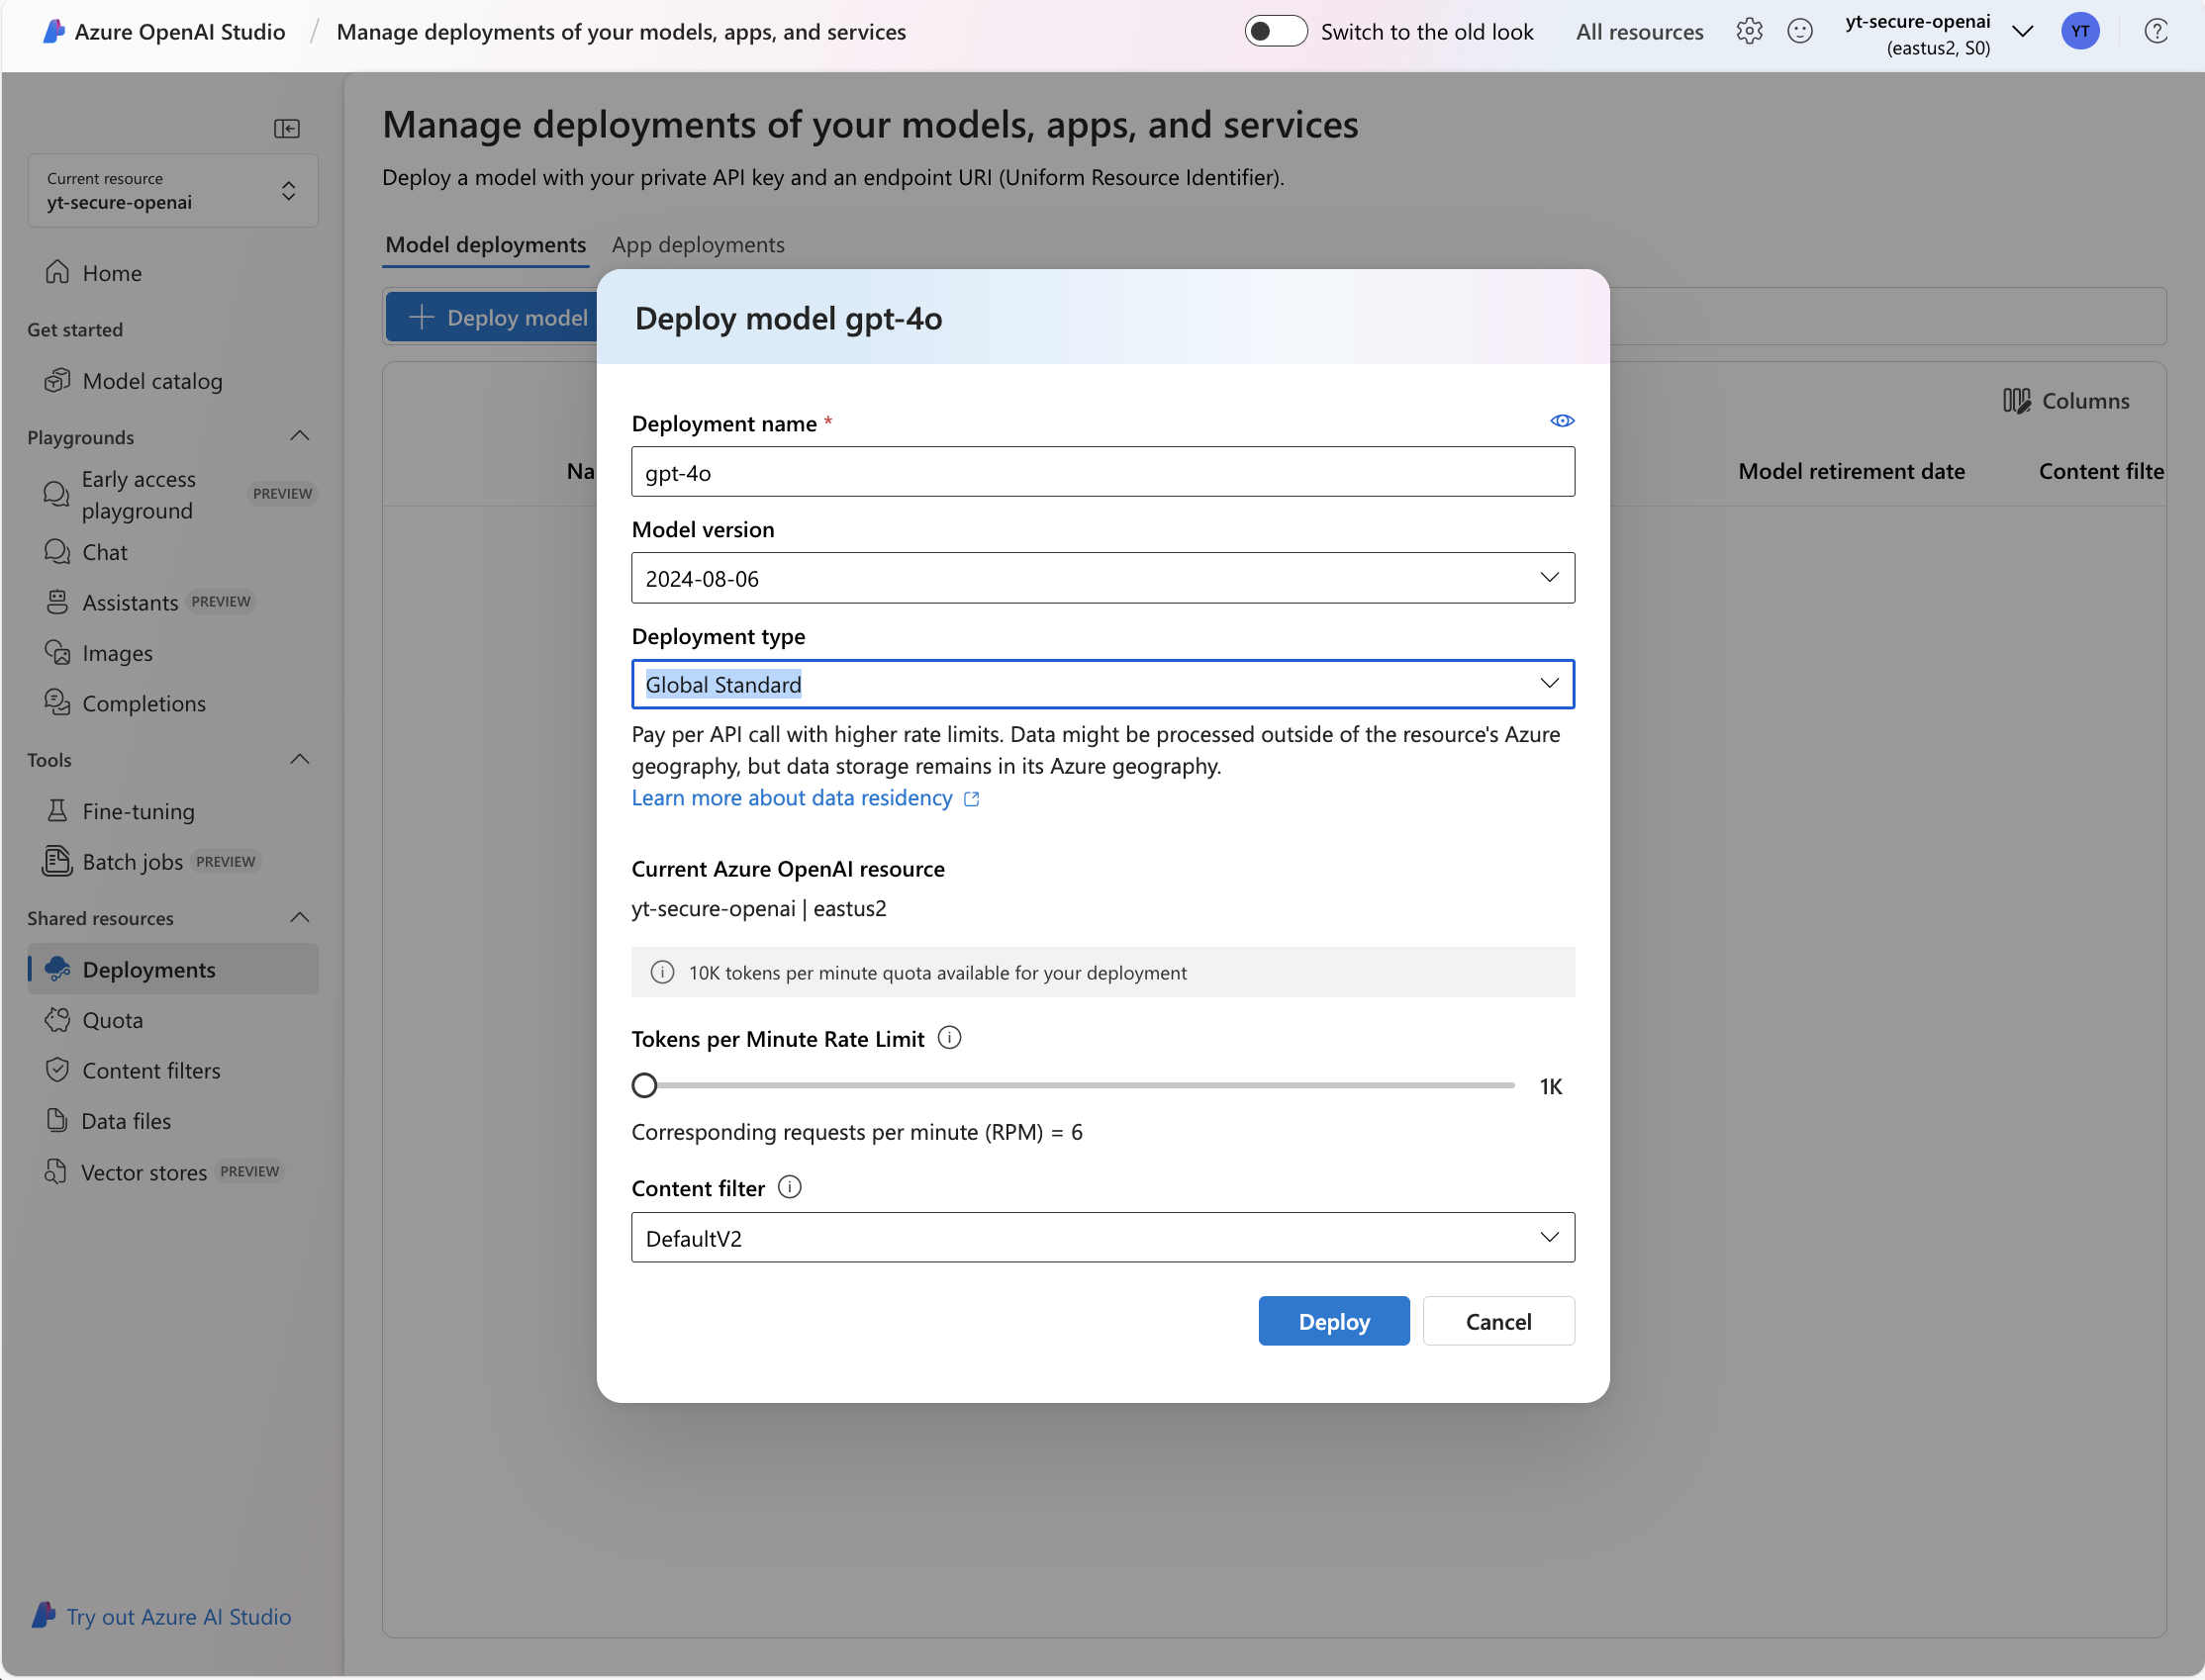 Azure OpenAI Studio / Manage deployments of your models, apps, and services
Switch to the old look
All resources
yt-secure-openai
(eastus2, S0)
YT
Current resource
yt-secure-openai
Home
Get started
Model catalog
Playgrounds
Early access
playground PREVIEW
Chat
Assistants PREVIEW
Images
Completions
Tools
Fine-tuning
Batch jobs PREVIEW
Shared resources
Deployments
Quota
Content filters
Data files
Vector stores PREVIEW
Try out Azure AI Studio
Manage deployments of your models, apps, and services
Deploy a model with your private API key and an endpoint URI (Uniform Resource Identifier).
Model deployments App deployments
Deploy model
Columns
Na
Model retirement date
Content filte
Deploy model gpt-4o
Deployment name *
gpt-4o
Model version
2024-08-06
Deployment type
Global Standard
Pay per API call with higher rate limits. Data might be processed outside of the resource's Azure
geography, but data storage remains in its Azure geography.
Learn more about data residency
Current Azure OpenAI resource
yt-secure-openai | eastus2
10K tokens per minute quota available for your deployment
Tokens per Minute Rate Limit
1K
Corresponding requests per minute (RPM) = 6
Content filter
DefaultV2
Deploy
Cancel